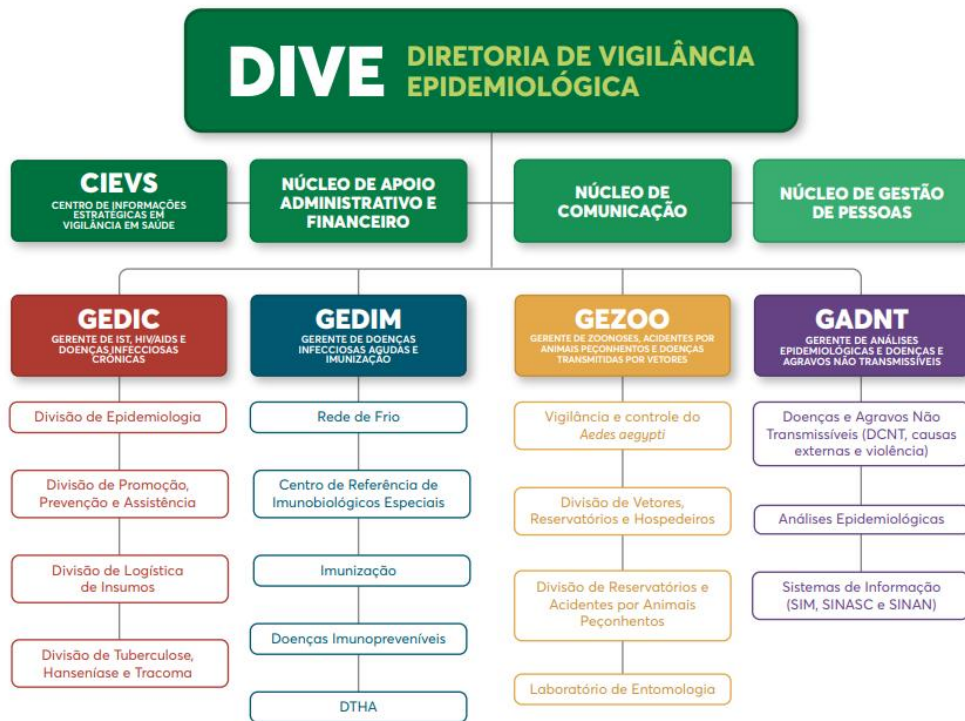 DIVE
DIRETORIA DE VIGILÂNCIA
EPIDEMIOLÓGICA
CIEVS
CENTRO DE INFORMAÇÕES
ESTRATÉGICAS EM
VIGILÂNCIA EM SAÚDE
NÚCLEO DE APOIO
ADMINISTRATIVO E
FINANCEIRO
NÚCLEO DE
COMUNICAÇÃO
NÚCLEO DE GESTÃO
DE PESSOAS
GEDIC
GERENTE DE IST, HIV/AIDS E
DOENÇAS INFECCIOSAS
CRÔNICAS
Divisão de Epidemiologia
Divisão de Promoção,
Prevenção e Assistência
Divisão de Logística
de Insumos
Divisão de Tuberculose,
Hanseníase e Tracoma
GEDIM
GERENTE DE DOENÇAS
INFECCIOSAS AGUDAS E
IMUNIZAÇÃO
Rede de Frio
Centro de Referência de
Imunobiológicos Especiais
Imunização
Doenças Imunopreveníveis
DTHA
GEZOO
GERENTE DE ZOONOSES, ACIDENTES POR
ANIMAIS PEÇONHENTOS E DOENÇAS
TRANSMITIDAS POR VETORES
Vigilância e controle do
Aedes aegypti
Divisão de Vetores,
Reservatórios e Hospedeiros
Divisão de Reservatórios e
Acidentes por Animais
Peçonhentos
Laboratório de Entomologia
GADNT
GERENTE DE ANÁLISES
EPIDEMIOLÓGICAS E DOENÇAS E
AGRAVOS NÃO TRANSMISSÍVEIS
Doenças e Agravos Não
Transmissíveis (DCNT, causas
externas e violência)
Análises Epidemiológicas
Sistemas de Informação
(SIM, SINASC e SINAN)